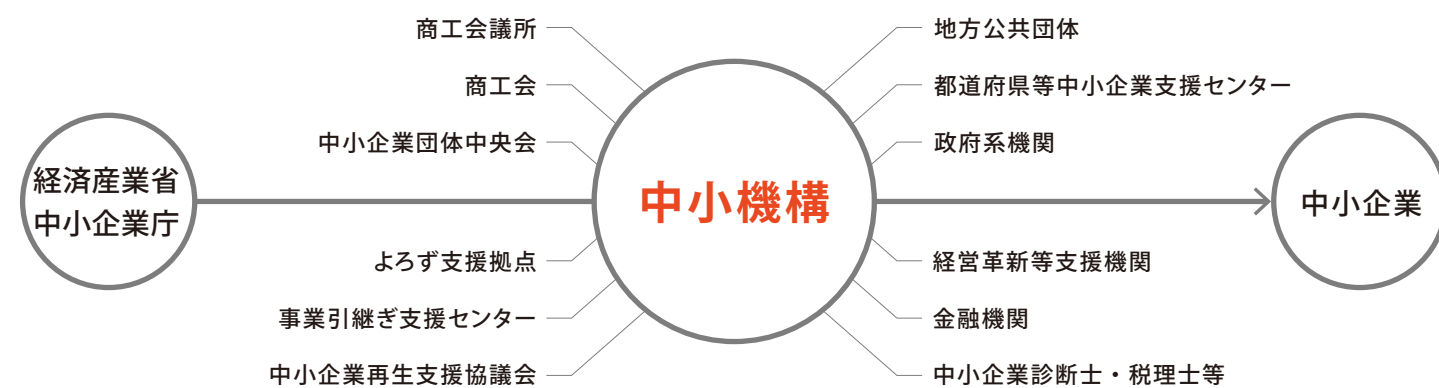 商工会議所
商工会
中小企業団体中央会
経済産業省
中小企業庁
よろず支援拠点
事業引継ぎ支援センター
中小企業再生支援協議会
中小機構
地方公共団体
都道府県等中小企業支援センター
政府系機関
経営革新等支援機関
金融機関
中小企業診断士・税理士等
中小企業